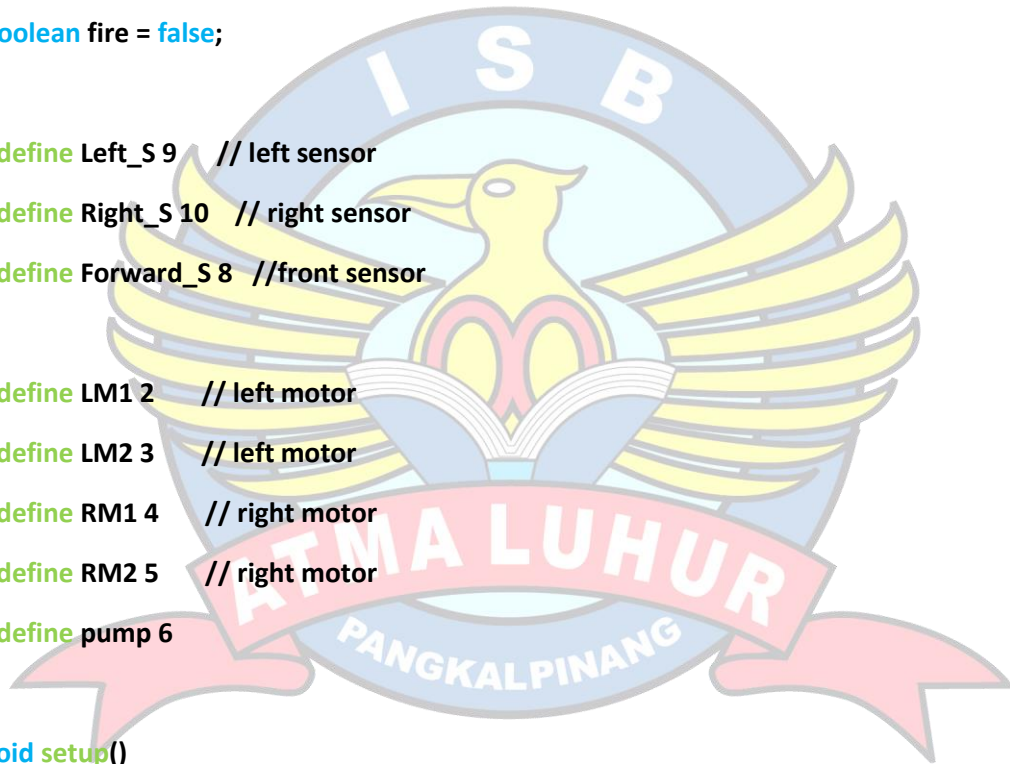 oolean fire = false;
I S B
define Left_S 9 // left sensor
define Right_S 10 // right sensor
define Forward_S 8 //front sensor
define LM1 2 // left motor
define LM2 3 // left motor
define RM1 4 // right motor
define RM2 5 // right motor
define pump 6
ATMA LUHUR
PANGKALPINANG
oid setup()